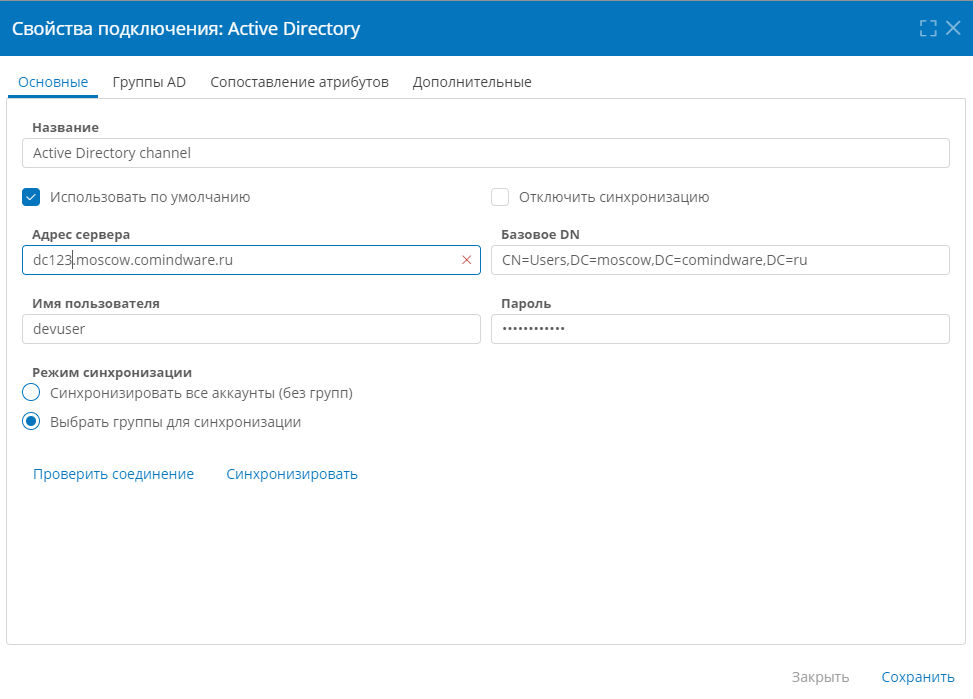 Свойства подключения: Active Directory
Основные Группы AD Сопоставление атрибутов Дополнительные
Название
Active Directory channel
Использовать по умолчанию Отключить синхронизацию
Адрес сервера Базовое DN
dc123.moscow.comindware.ru CN=Users,DC=moscow,DC=comindware,DC=ru
Имя пользователя Пароль
devuser ••••••••••••
Режим синхронизации
Синхронизировать все аккаунты (без групп)
Выбрать группы для синхронизации
Проверить соединение Синхронизировать
Закрыть Сохранить